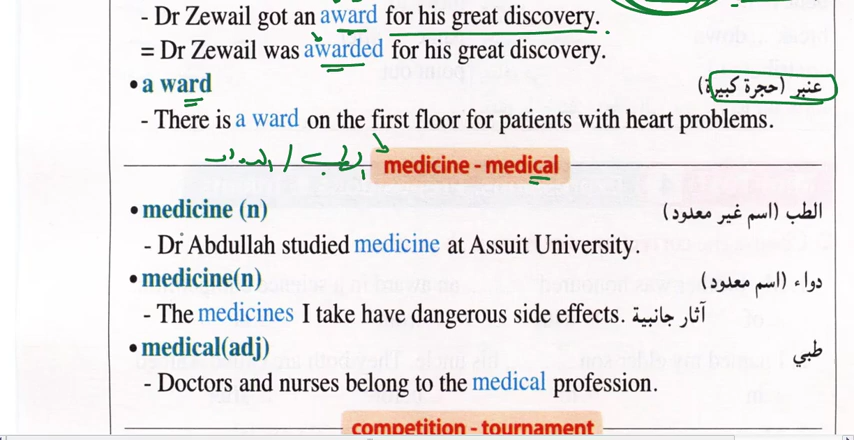 - Dr Zewail got an award for his great discovery.
= Dr Zewail was awarded for his great discovery.
• a ward عنبر (حجرة كبيرة)
- There is a ward on the first floor for patients with heart problems.
الطب / الدواء
medicine - medical
• medicine (n) الطب (اسم غير معدود)
- Dr Abdullah studied medicine at Assuit University.
• medicine(n) دواء (اسم معدود)
- The medicines I take have dangerous side effects. آثار جانبية
• medical(adj) طبي
- Doctors and nurses belong to the medical profession.
competition - tournament